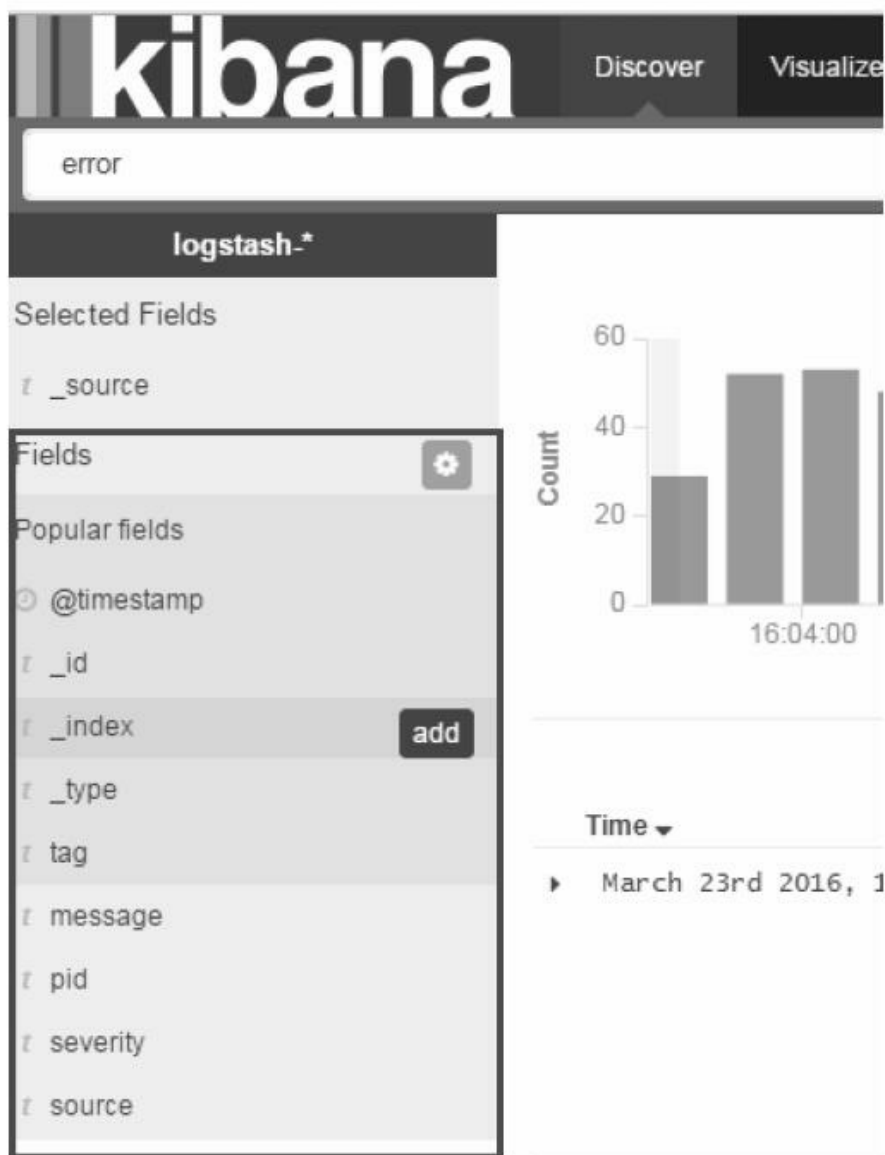 kibana
Discover Visualize
error
logstash-*
Selected Fields
t _source
Fields
Popular fields
@timestamp
t _id
t _index add
t _type
t tag
t message
t pid
t severity
t source
60
40
20
0
Count
16:04:00
Time
March 23rd 2016, 1